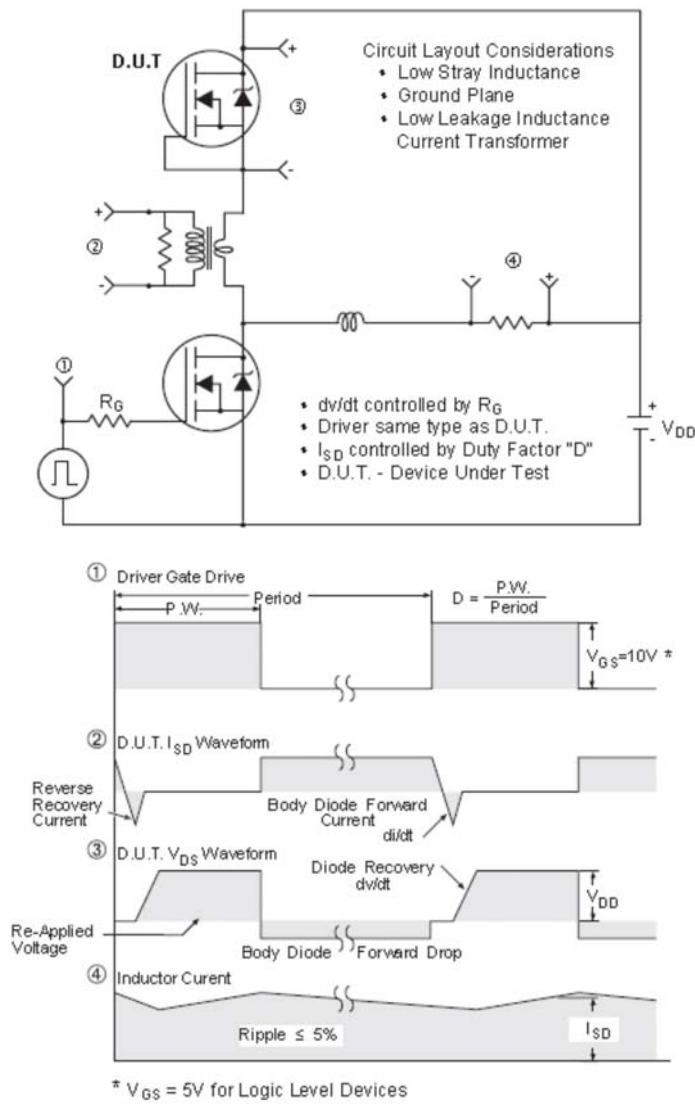 D.U.T
+
③
-
Circuit Layout Considerations
• Low Stray Inductance
• Ground Plane
• Low Leakage Inductance
Current Transformer
+
②
-
-
④
+
①
RG
• dv/dt controlled by RG
• Driver same type as D.U.T.
• ISD controlled by Duty Factor "D"
• D.U.T. - Device Under Test
+
-
VDD
① Driver Gate Drive
P.W.
Period
D = P.W. / Period
VGS=10V *
② D.U.T. ISD Waveform
Reverse
Recovery
Current
Body Diode Forward
Current
di/dt
③ D.U.T. VDS Waveform
Diode Recovery
dv/dt
VDD
Re-Applied
Voltage
Body Diode
Forward Drop
④ Inductor Curent
Ripple ≤ 5%
ISD
* VGS = 5V for Logic Level Devices